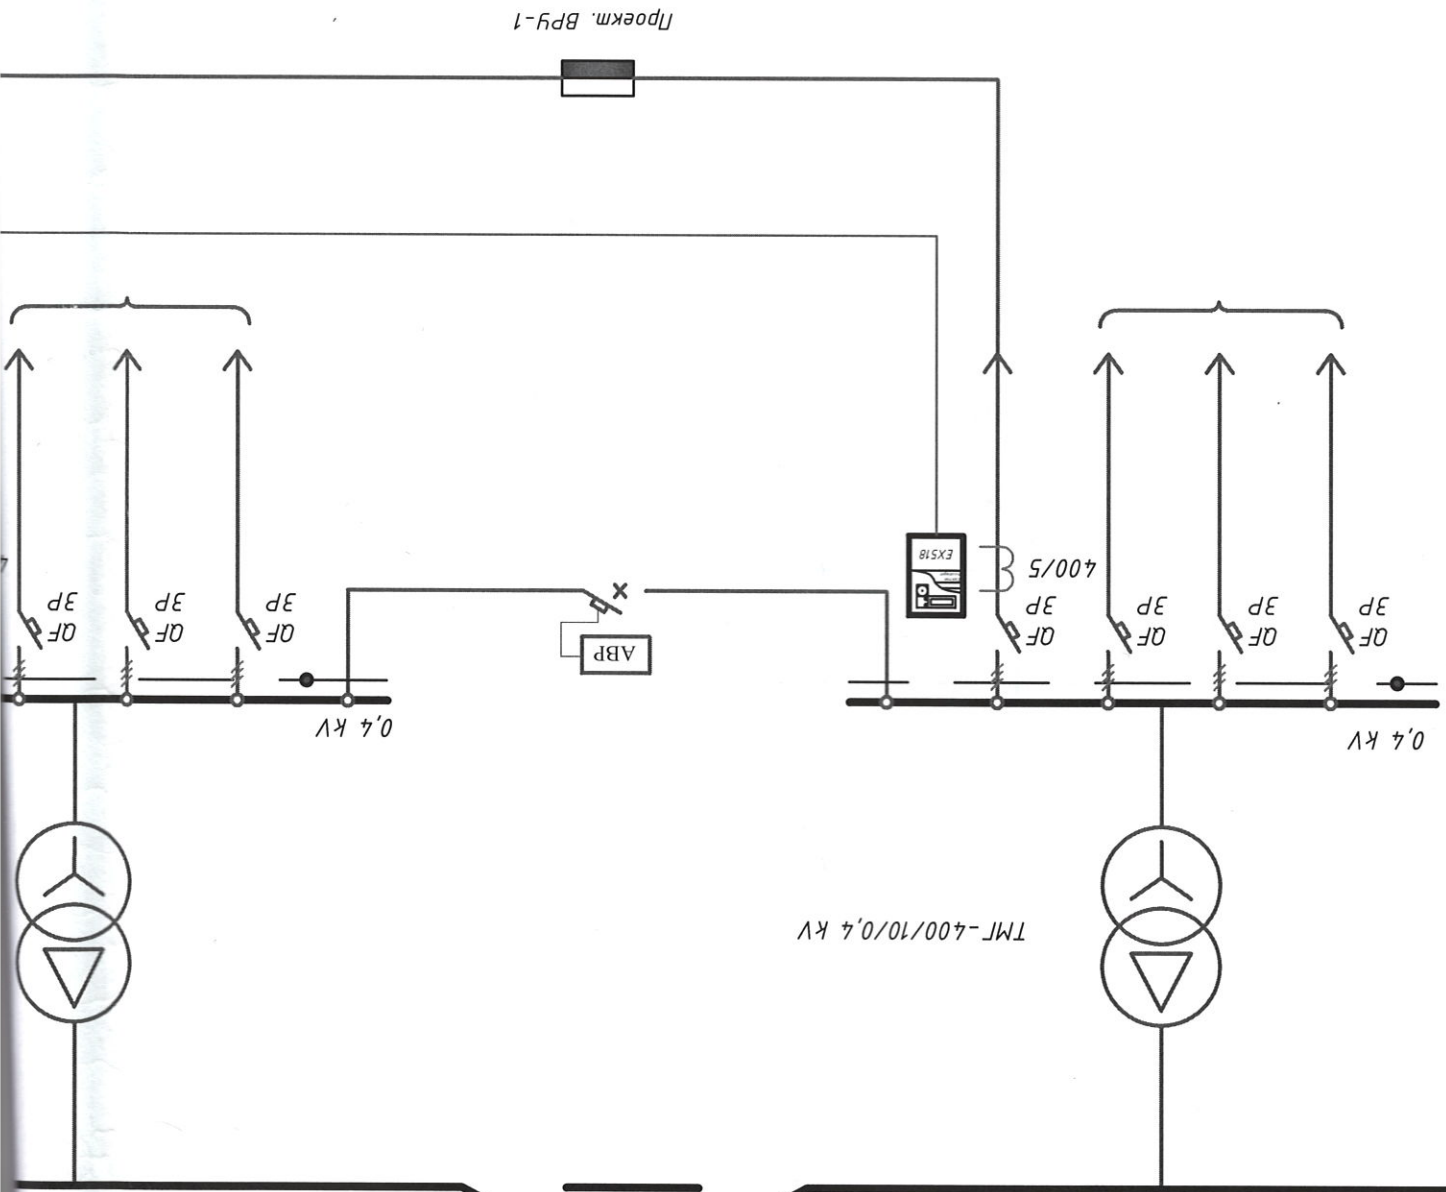 ТМГ-400/10/0,4 kV
0,4 kV
0,4 kV
АВР
QF QF QF QF QF QF QF
3P 3P 3P 3P 3P 3P 3P
400/5
EX518
Проект. ВРУ-1